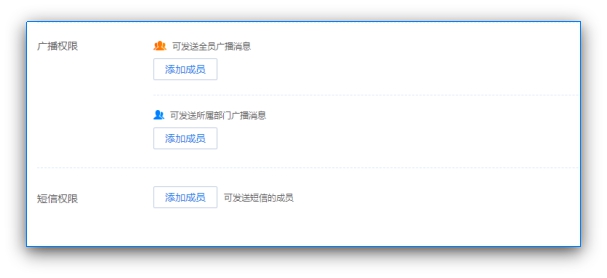 广播权限
可发送全员广播消息
添加成员
可发送所属部门广播消息
添加成员
短信权限
添加成员 可发送短信的成员